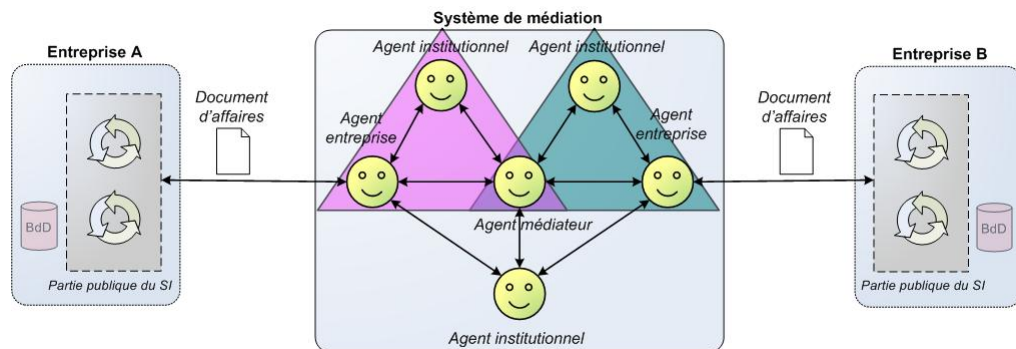 Système de médiation
Entreprise A
Agent institutionnel
Agent institutionnel
Entreprise B
Document
d'affaires
Agent
entreprise
Agent
entreprise
Document
d'affaires
BdD
Agent médiateur
BdD
Partie publique du SI
Partie publique du SI
Agent institutionnel